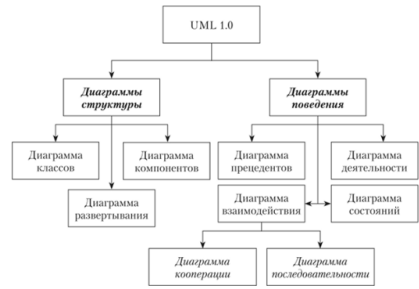 UML 1.0
Диаграммы
структуры
Диаграммы
поведения
Диаграмма
классов
Диаграмма
компонентов
Диаграмма
прецедентов
Диаграмма
деятельности
Диаграмма
развертывания
Диаграмма
взаимодействия
Диаграмма
состояний
Диаграмма
кооперации
Диаграмма
последовательности